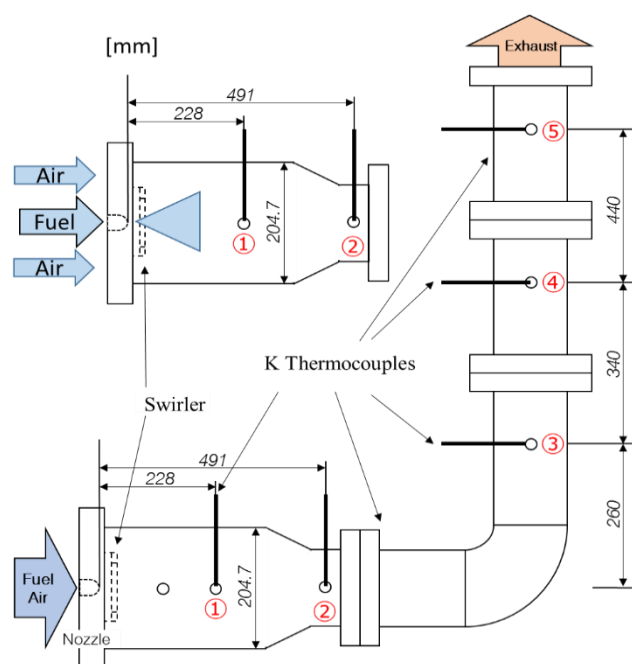 [mm]
Exhaust
491
228
⑤
Air
Fuel
Air
204.7
①
②
440
④
K Thermocouples
340
Swirler
491
③
228
260
Fuel
Air
204.7
①
②
Nozzle